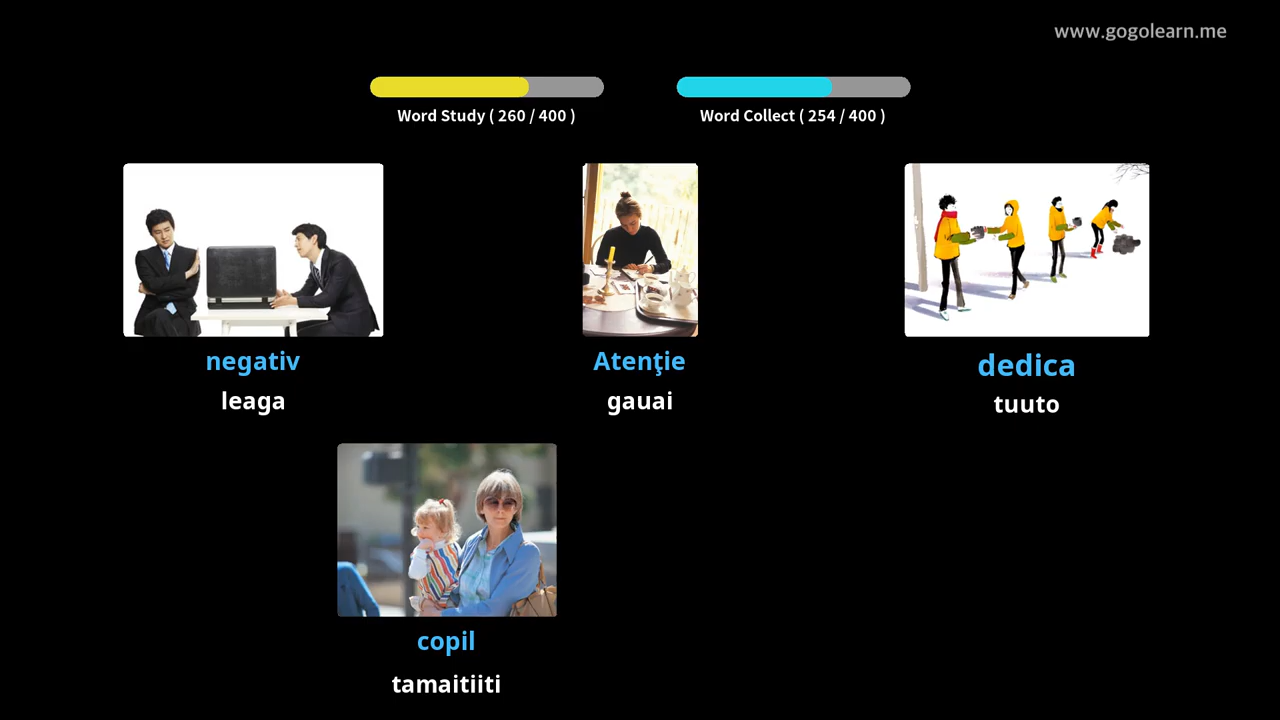 www.gogolearn.me
Word Study ( 260 / 400 )
Word Collect ( 254 / 400 )
negativ
leaga
Atenţie
gauai
dedica
tuuto
copil
tamaitiiti